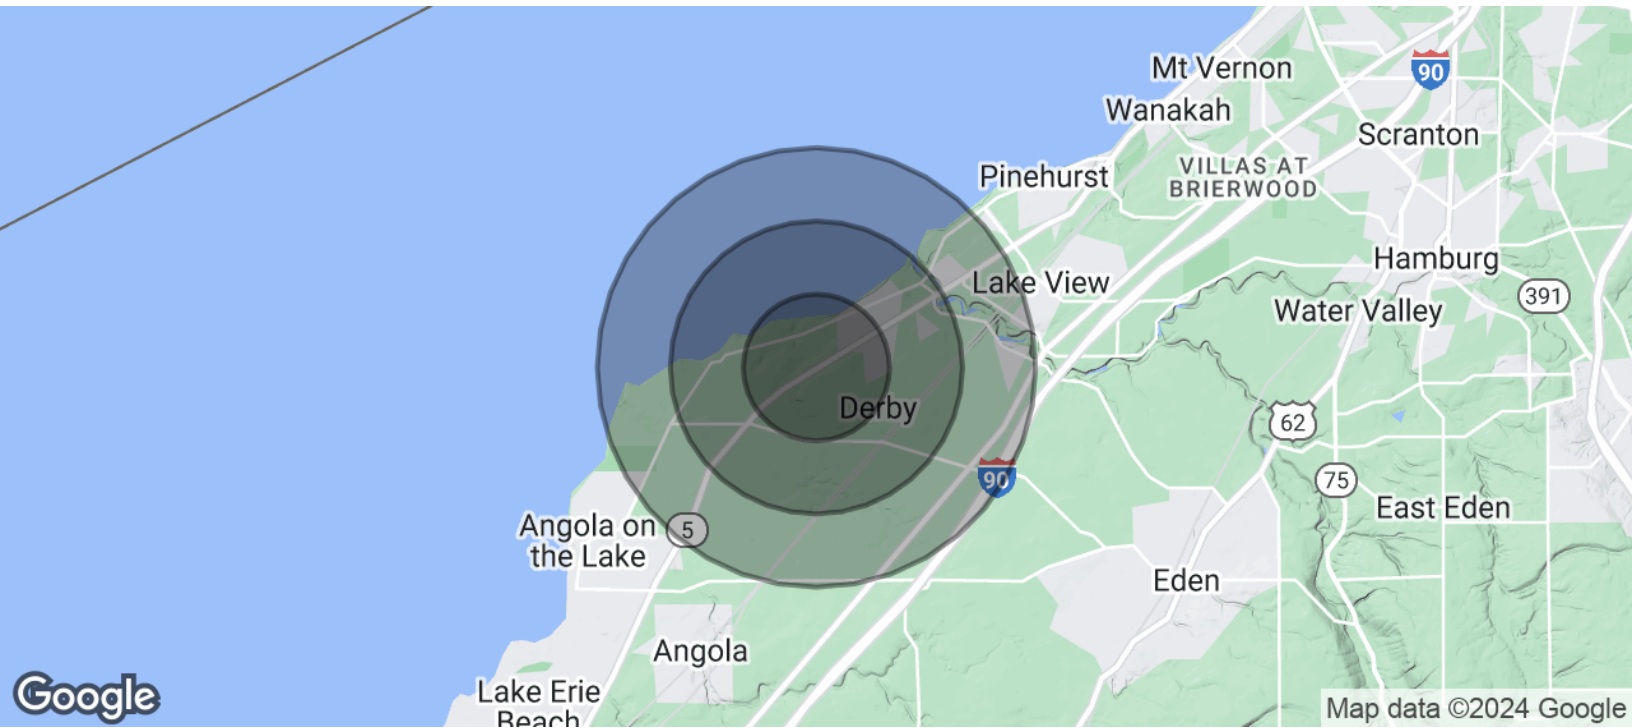 Mt Vernon
90
Wanakah
Scranton
VILLAS AT
BRIERWOOD
Pinehurst
Hamburg
Lake View
391
Water Valley
Derby
62
90
75
East Eden
Angola on
the Lake
5
Eden
Angola
Lake Erie
Beach
Google
Map data ©2024 Google